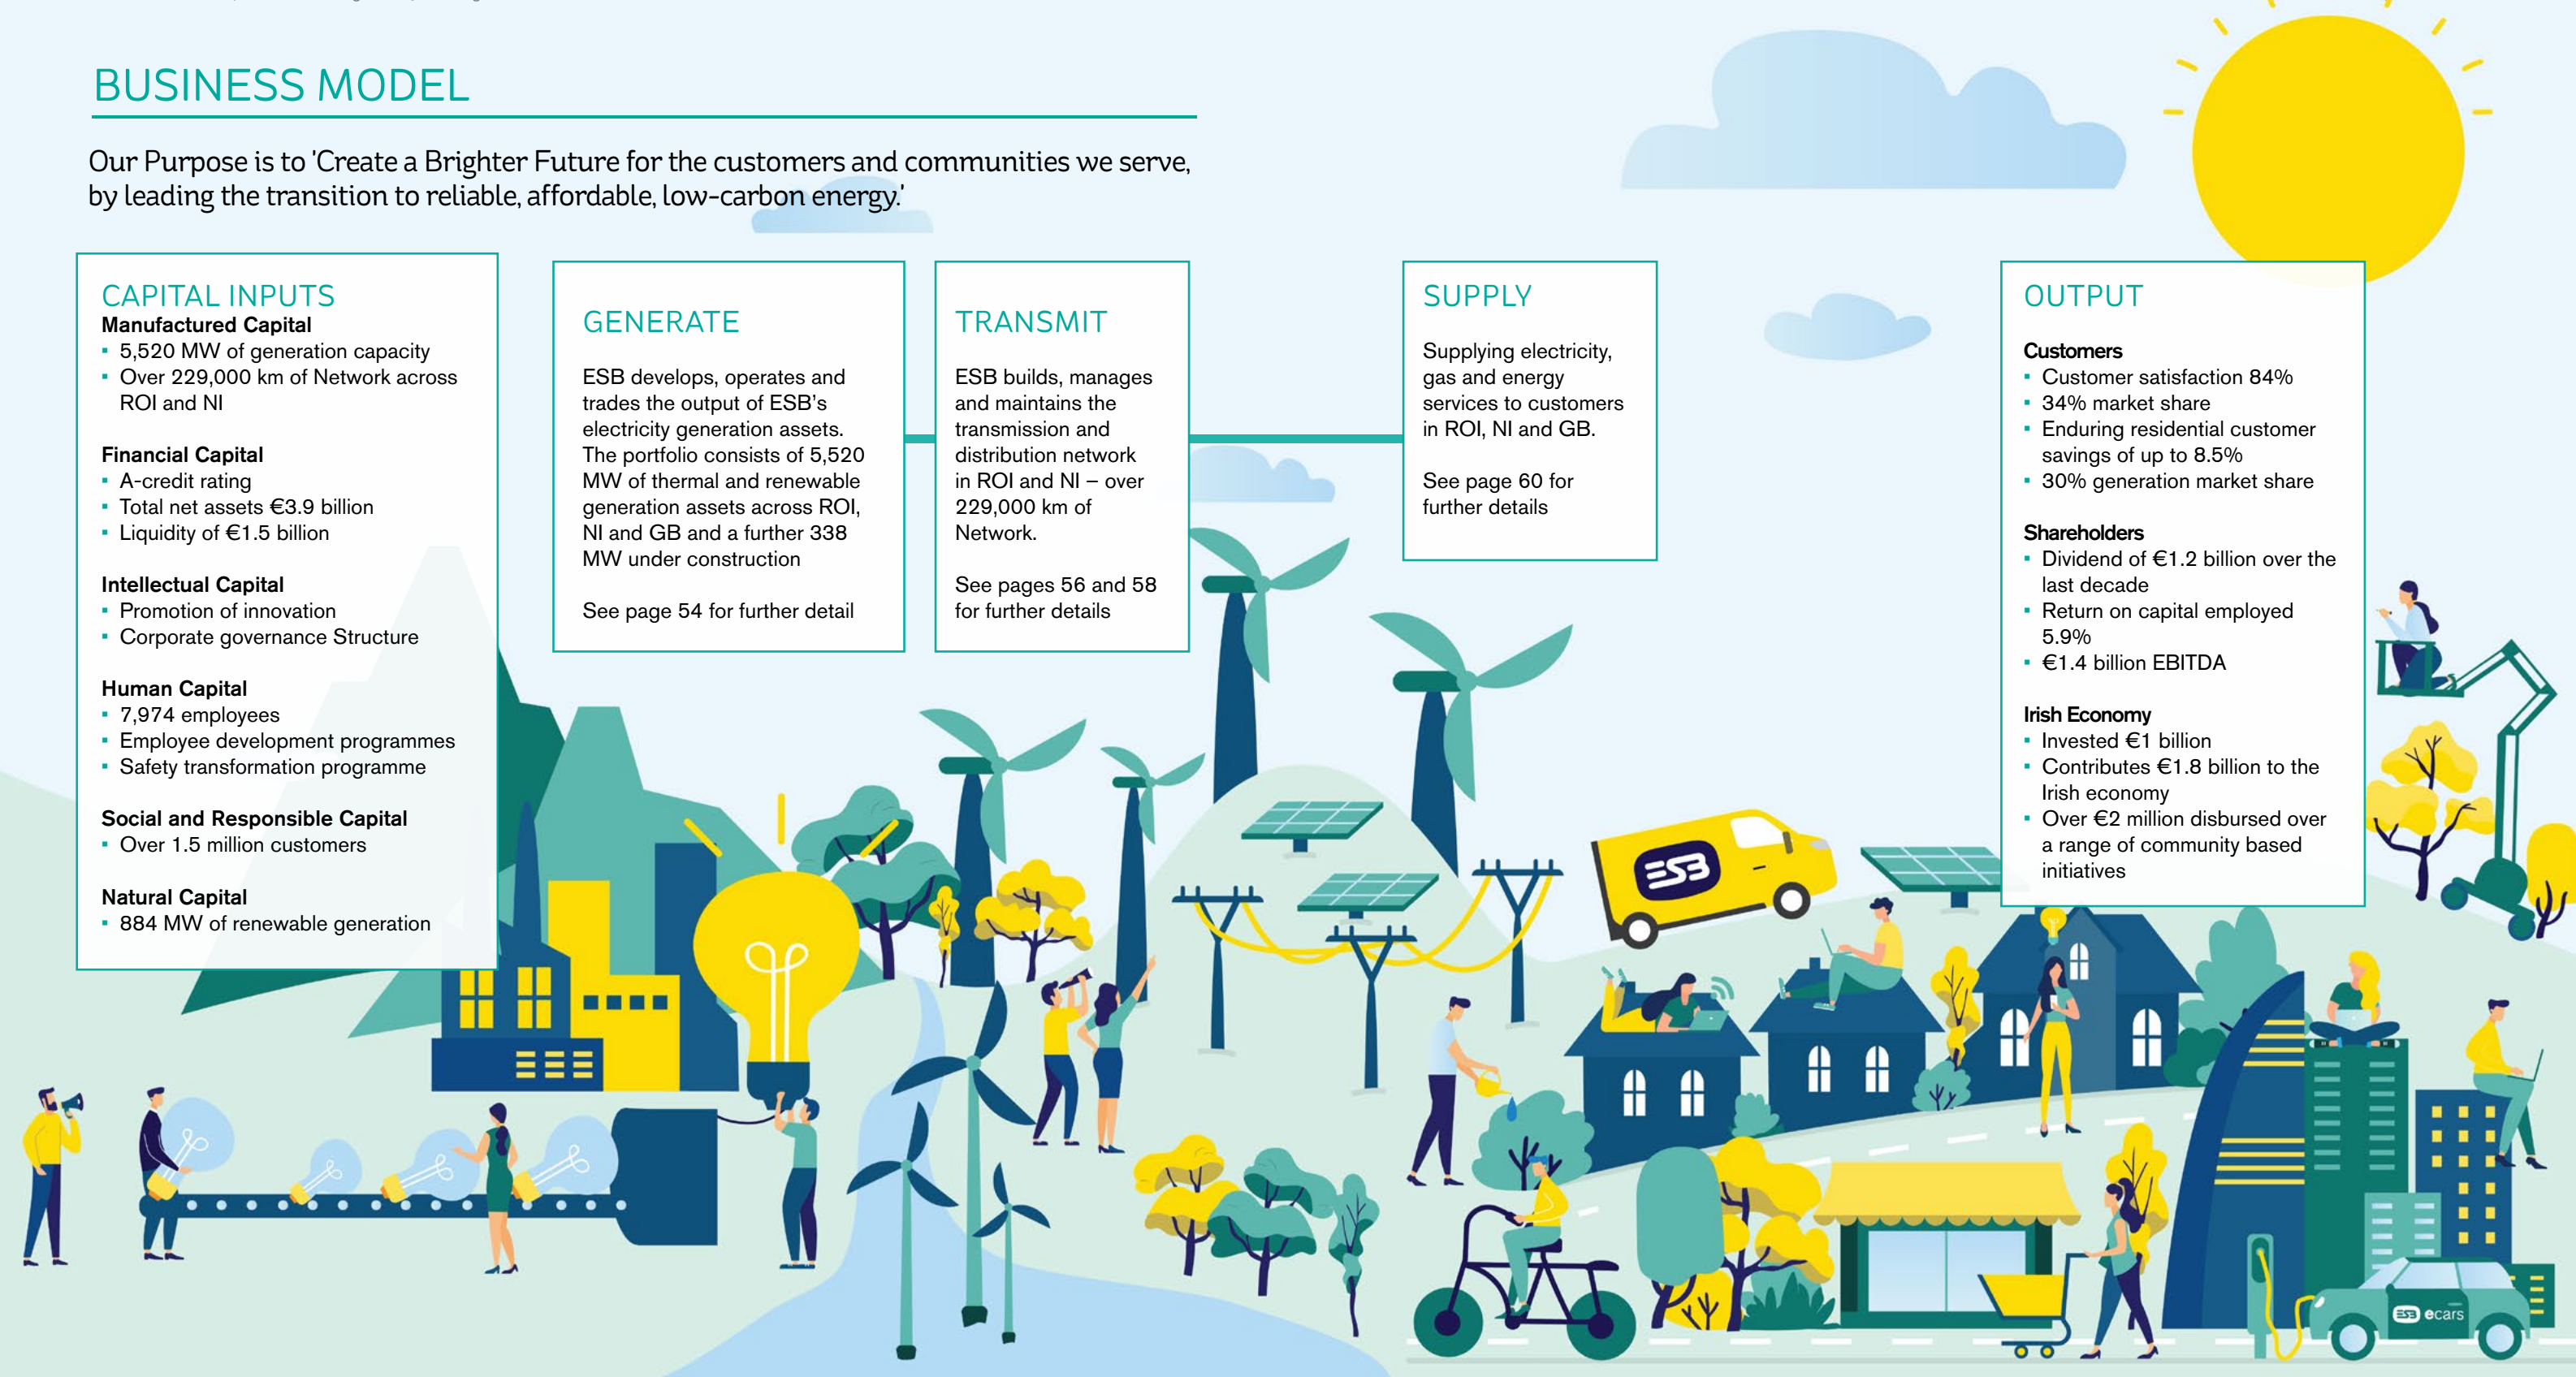 BUSINESS MODEL
Our Purpose is to 'Create a Brighter Future for the customers and communities we serve,
by leading the transition to reliable, affordable, low-carbon energy.'
CAPITAL INPUTS
Manufactured Capital
▪ 5,520 MW of generation capacity
▪ Over 229,000 km of Network across
ROI and NI
Financial Capital
▪ A-credit rating
▪ Total net assets €3.9 billion
▪ Liquidity of €1.5 billion
Intellectual Capital
▪ Promotion of innovation
▪ Corporate governance Structure
Human Capital
▪ 7,974 employees
▪ Employee development programmes
▪ Safety transformation programme
Social and Responsible Capital
▪ Over 1.5 million customers
Natural Capital
▪ 884 MW of renewable generation
GENERATE
ESB develops, operates and
trades the output of ESB's
electricity generation assets.
The portfolio consists of 5,520
MW of thermal and renewable
generation assets across ROI,
NI and GB and a further 338
MW under construction
See page 54 for further detail
TRANSMIT
ESB builds, manages
and maintains the
transmission and
distribution network
in ROI and NI – over
229,000 km of
Network.
See pages 56 and 58
for further details
SUPPLY
Supplying electricity,
gas and energy
services to customers
in ROI, NI and GB.
See page 60 for
further details
OUTPUT
Customers
▪ Customer satisfaction 84%
▪ 34% market share
▪ Enduring residential customer
savings of up to 8.5%
▪ 30% generation market share
Shareholders
▪ Dividend of €1.2 billion over the
last decade
▪ Return on capital employed
5.9%
▪ €1.4 billion EBITDA
Irish Economy
▪ Invested €1 billion
▪ Contributes €1.8 billion to the
Irish economy
▪ Over €2 million disbursed over
a range of community based
initiatives
ESB
ESB ecars